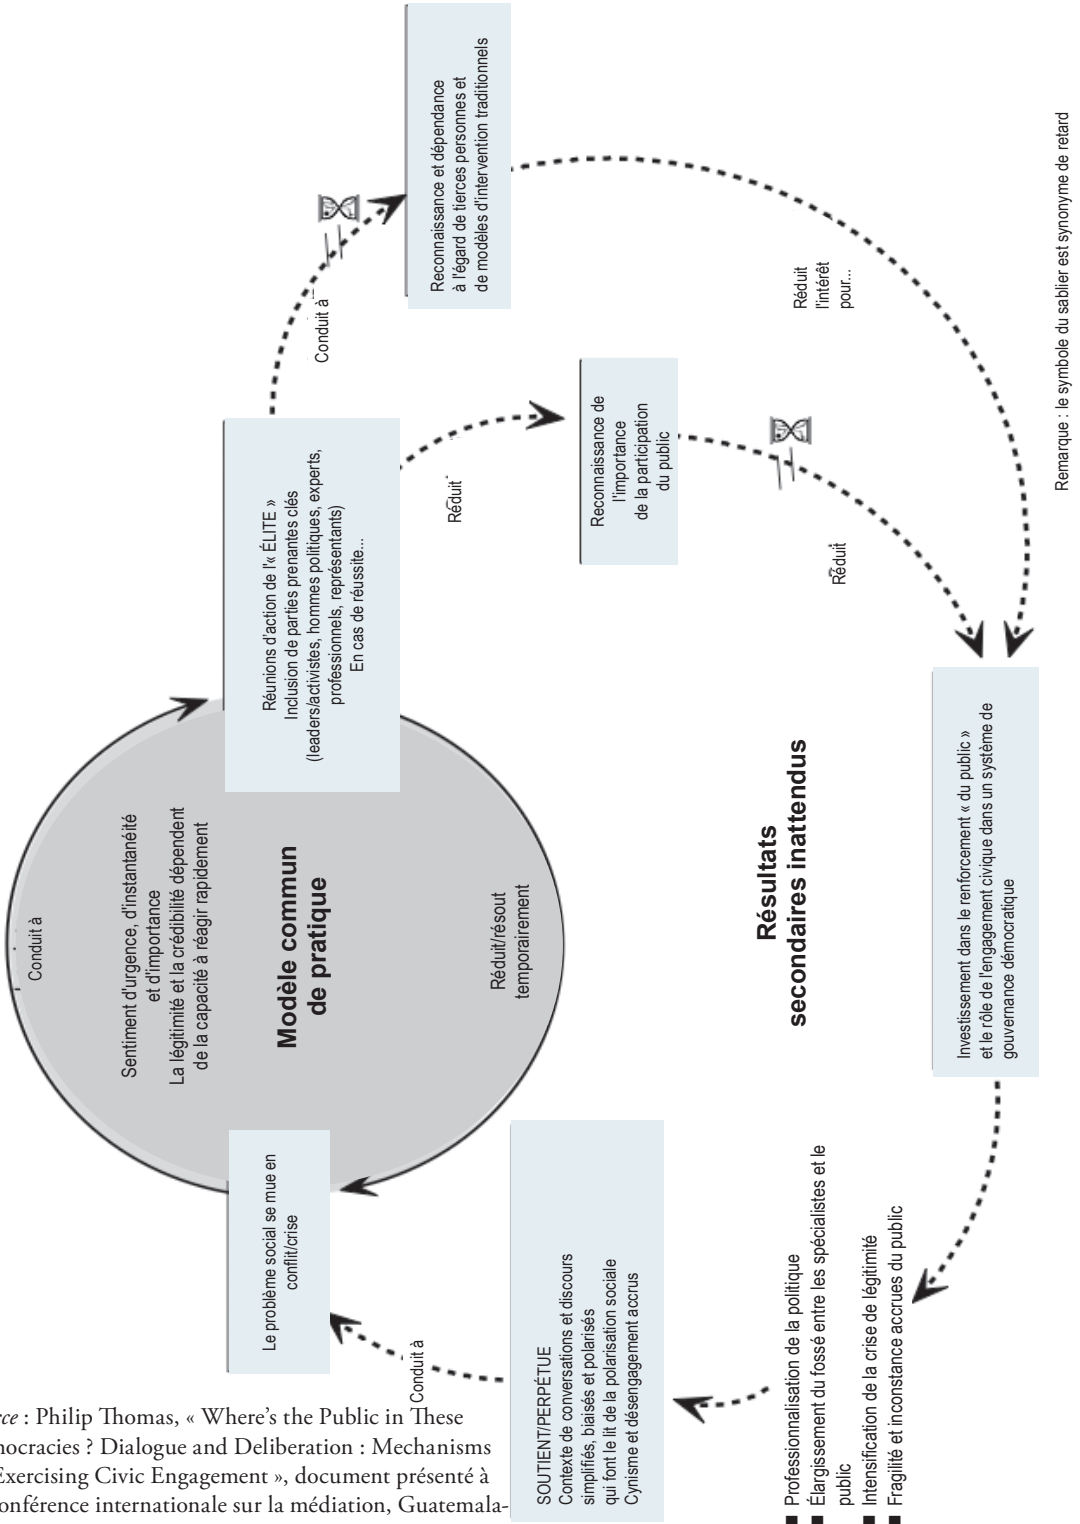 Conduit à
Sentiment d'urgence, d'instantanéité
et d'importance
La légitimité et la crédibilité dépendent
de la capacité à réagir rapidement
Modèle commun
de pratique
Réduit/résout
temporairement
Le problème social se mue en
conflit/crise
Réunions d'action de l'« ÉLITE »
Inclusion de parties prenantes clés
(leaders/activistes, hommes politiques, experts,
professionnels, représentants)
En cas de réussite...
Conduit à
Reconnaissance et dépendance
à l'égard de tierces personnes et
de modèles d'intervention traditionnels
Réduit
Reconnaissance de
l'importance
de la participation
du public
Réduit
Réduit
l'intérêt
pour...
Résultats
secondaires inattendus
Investissement dans le renforcement « du public »
et le rôle de l'engagement civique dans un système de
gouvernance démocratique
■ Professionnalisation de la politique
■ Élargissement du fossé entre les spécialistes et le
public
■ Intensification de la crise de légitimité
■ Fragilité et inconstance accrues du public
SOUTIENT/PERPÉTUE
Contexte de conversations et discours
simplifiés, biaisés et polarisés
qui font le lit de la polarisation sociale
Cynisme et désengagement accrus
Conduit à
Remarque : le symbole du sablier est synonyme de retard
: Philip Thomas, « Where's the Public in These
? Dialogue and Deliberation : Mechanisms
Exercising Civic Engagement », document présenté à
conférence internationale sur la médiation, Guatemala-